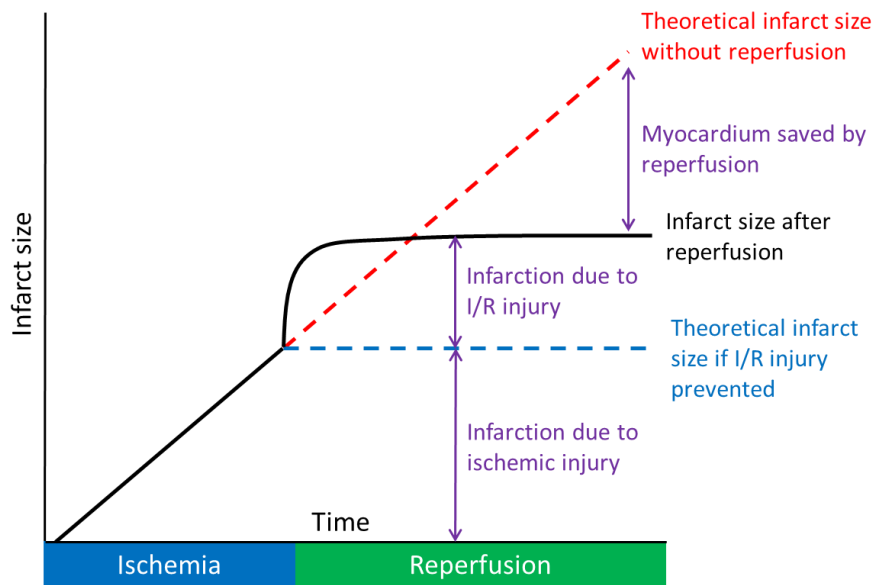 Theoretical infarct size
without reperfusion
Myocardium saved by
reperfusion
Infarct size after
reperfusion
Infarction due to
I/R injury
Theoretical infarct
size if I/R injury
prevented
Infarction due to
ischemic injury
Infarct size
Time
Ischemia
Reperfusion